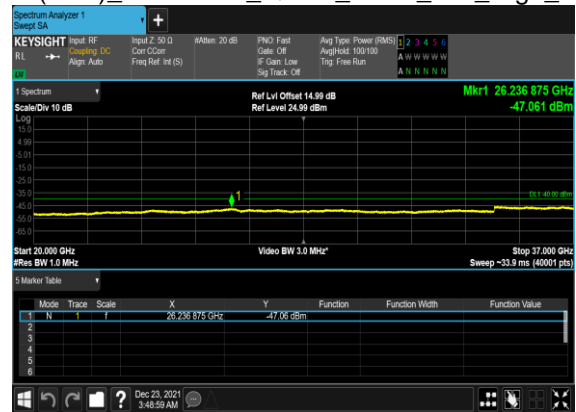 Spectrum Analyzer 1
Swept SA
+
KEYSIGHT Input: RF Input Z: 50 Ω #Atten: 20 dB PNO: Fast Avg Type: Power (RMS) 1 2 3 4 5 6
RL Coupling: DC Corr CCorr Gate: Off Avg|Hold: 100/100 A W W W W W
Align: Auto Freq Ref: Int (S) IF Gain: Low Trig: Free Run
Sig Track: Off A N N N N N
1 Spectrum Ref Lvl Offset 14.99 dB Mkr1 26.236 875 GHz
Scale/Div 10 dB Ref Level 24.99 dBm -47.061 dBm
Log
15.0
4.99
-5.01
-15.0
-25.0
-35.0 1 DL1 -40.00 dBm
-45.0
-55.0
-65.0
Start 20.000 GHz Video BW 3.0 MHz* Stop 37.000 GHz
#Res BW 1.0 MHz Sweep ~33.9 ms (40001 pts)
5 Marker Table
Mode Trace Scale X Y Function Function Width Function Value
1 N 1 f 26.236 875 GHz -47.06 dBm
2
3
4
5
6
? Dec 23, 2021
3:48:59 AM